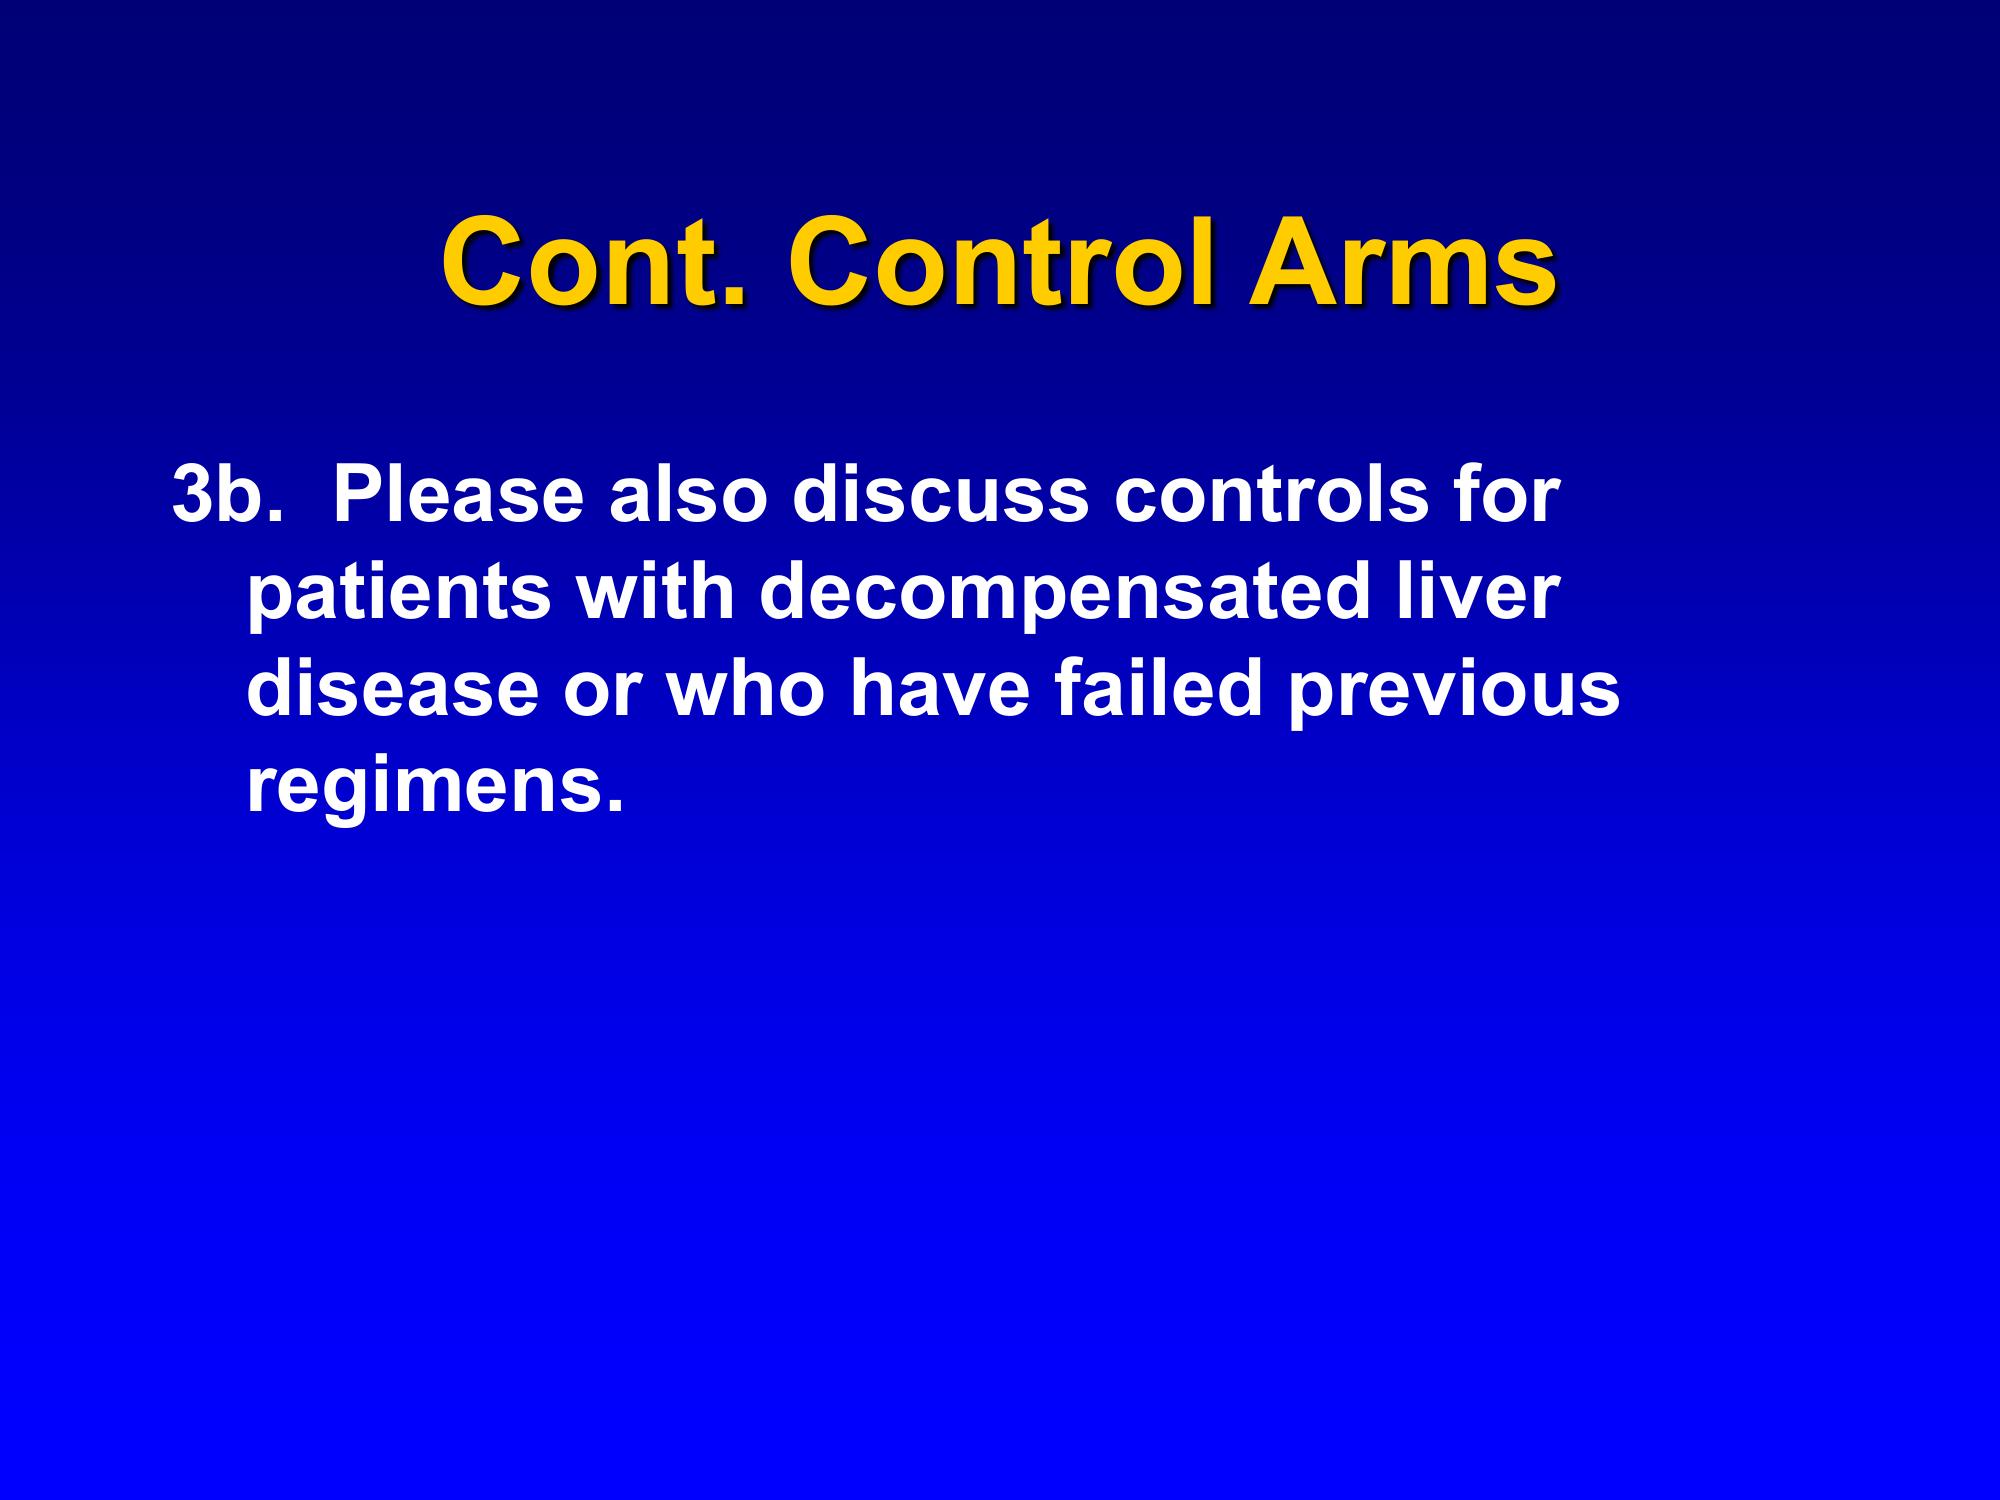 Cont. Control Arms
3b. Please also discuss controls for
patients with decompensated liver
disease or who have failed previous
regimens.